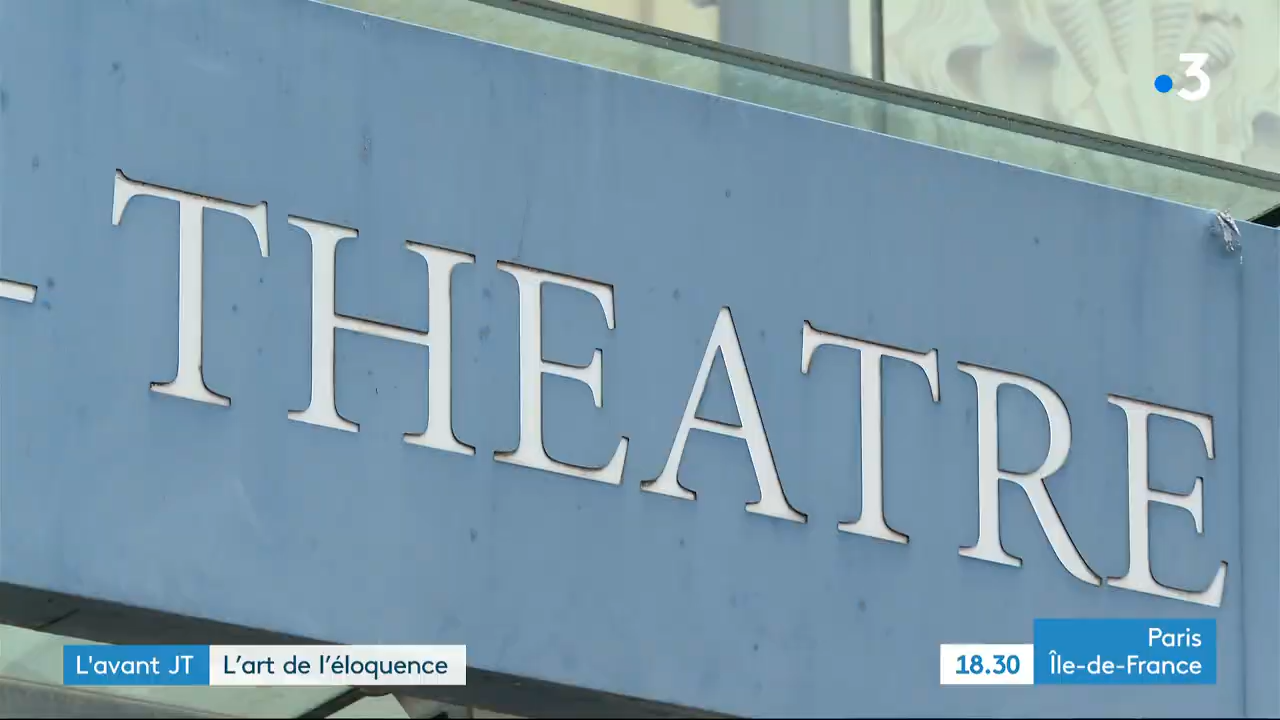 3
THEATRE
L'avant JT L'art de l'éloquence
18.30 Paris
Île-de-France